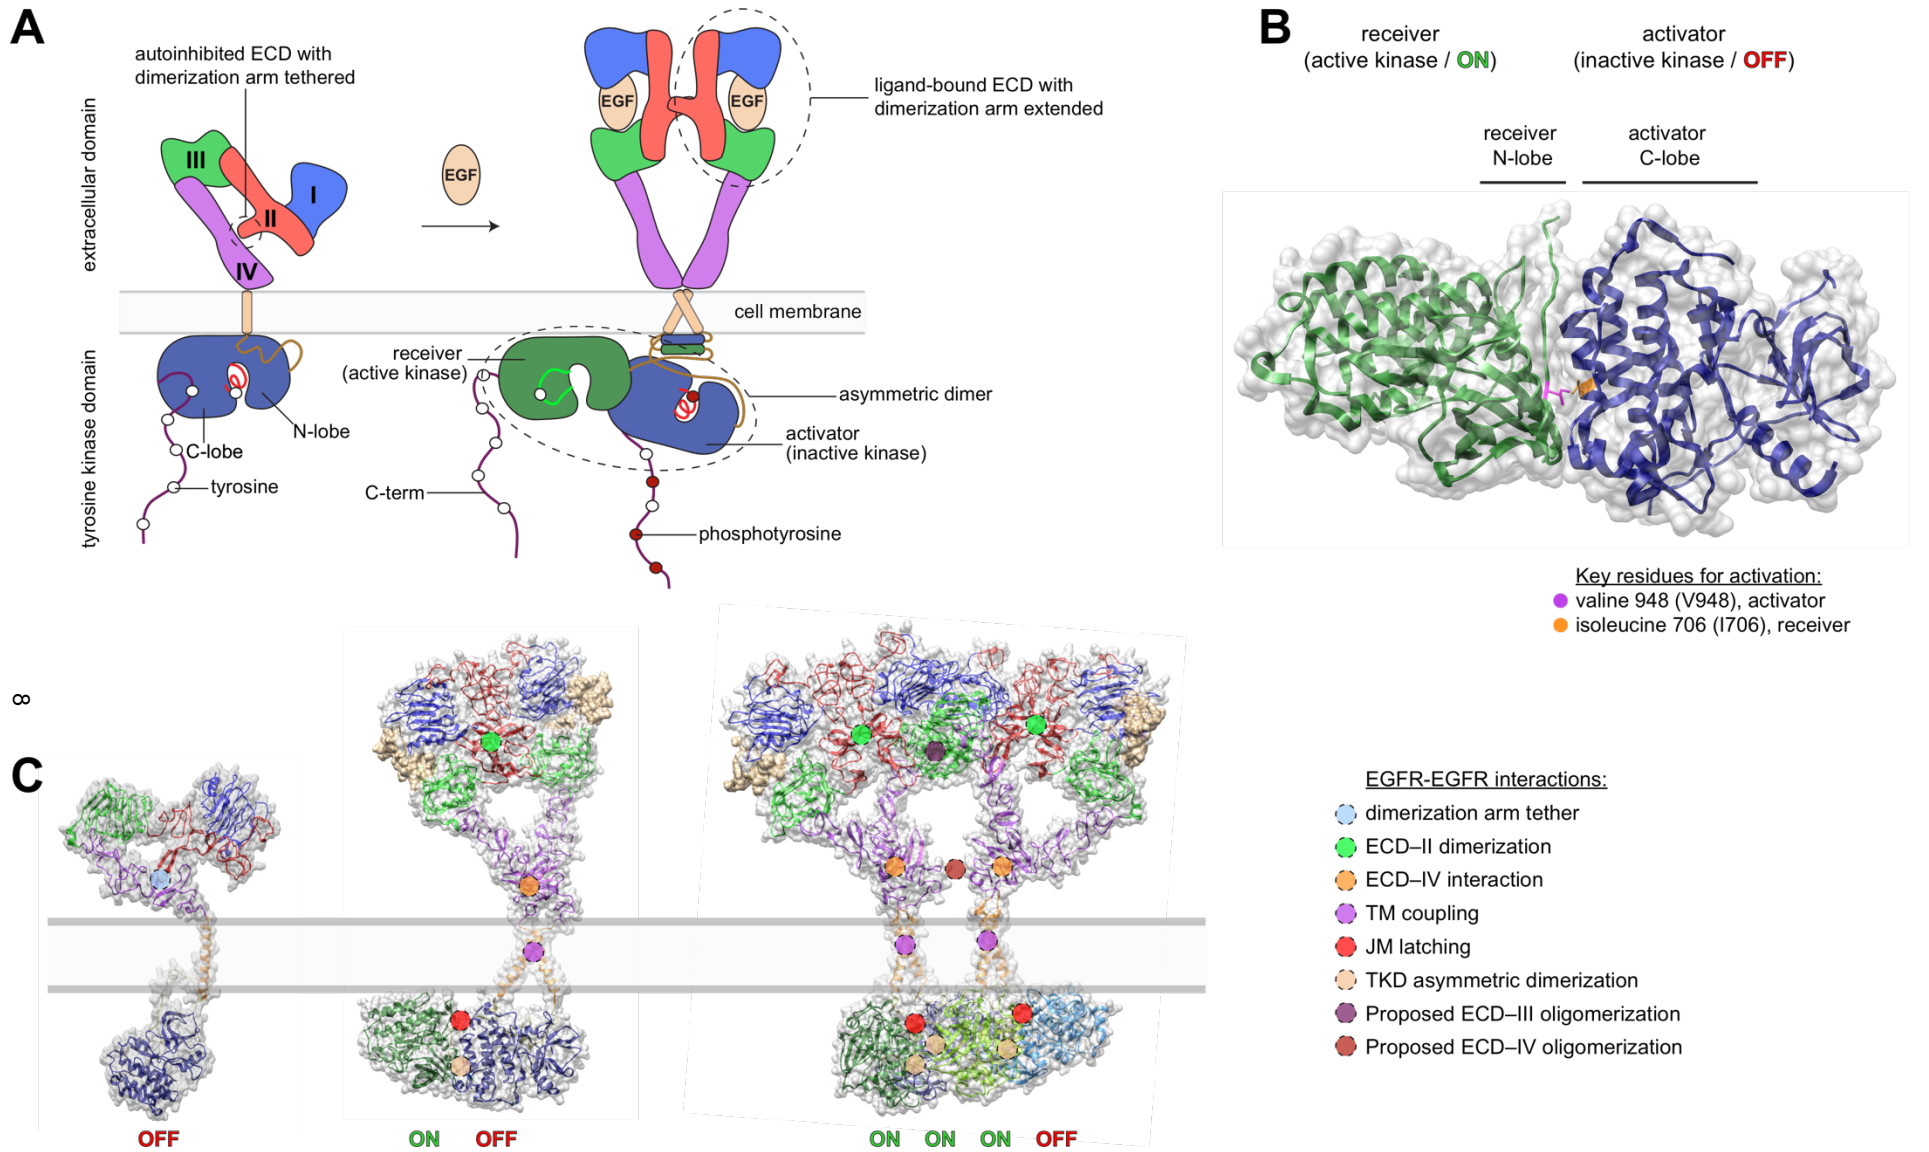 A
autoinhibited ECD with
dimerization arm tethered
extracellular domain
III
II
I
IV
EGF
EGF
EGF
ligand-bound ECD with
dimerization arm extended
cell membrane
tyrosine kinase domain
N-lobe
C-lobe
tyrosine
receiver
(active kinase)
asymmetric dimer
activator
(inactive kinase)
C-term
phosphotyrosine
B
receiver
(active kinase / ON)
activator
(inactive kinase / OFF)
receiver
N-lobe
activator
C-lobe
Key residues for activation:
valine 948 (V948), activator
isoleucine 706 (I706), receiver
8
C
OFF
ON OFF
ON ON ON OFF
EGFR-EGFR interactions:
dimerization arm tether
ECD–II dimerization
ECD–IV interaction
TM coupling
JM latching
TKD asymmetric dimerization
Proposed ECD–III oligomerization
Proposed ECD–IV oligomerization